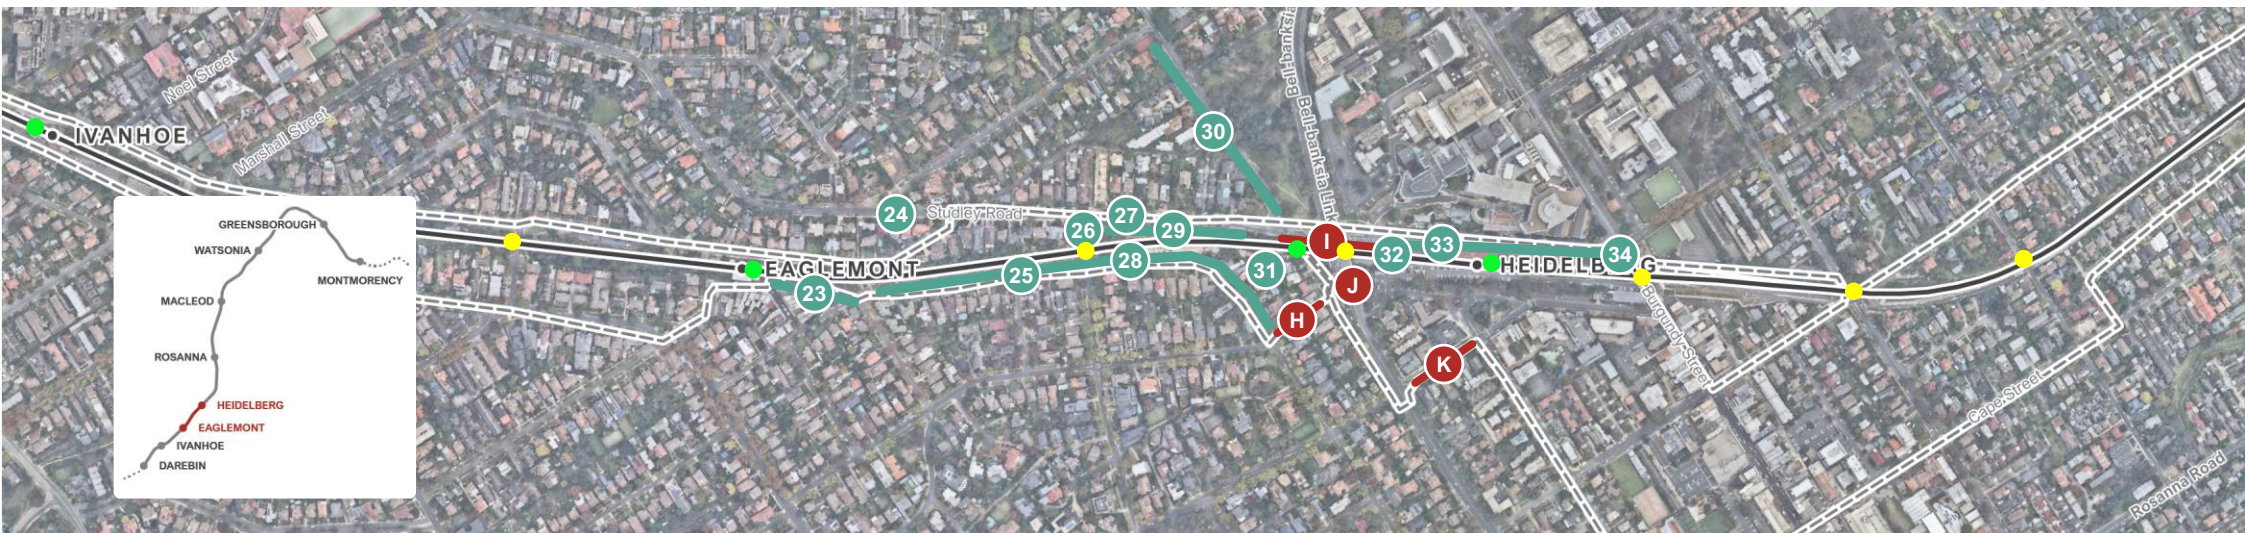 Noel Street
Marshall Street
IVANHOE
GREENSBOROUGH
WATSONIA
MONTMORENCY
MACLEOD
ROSANNA
HEIDELBERG
EAGLEMONT
IVANHOE
DAREBIN
EAGLEMONT
23
24
Studley Road
25
26
27
28
29
30
31
Bell-banksia
Bell-banksia Link
H
I
J
K
32
33
34
HEIDELBERG
Burgundy Street
Cape Street
Rosanna Road